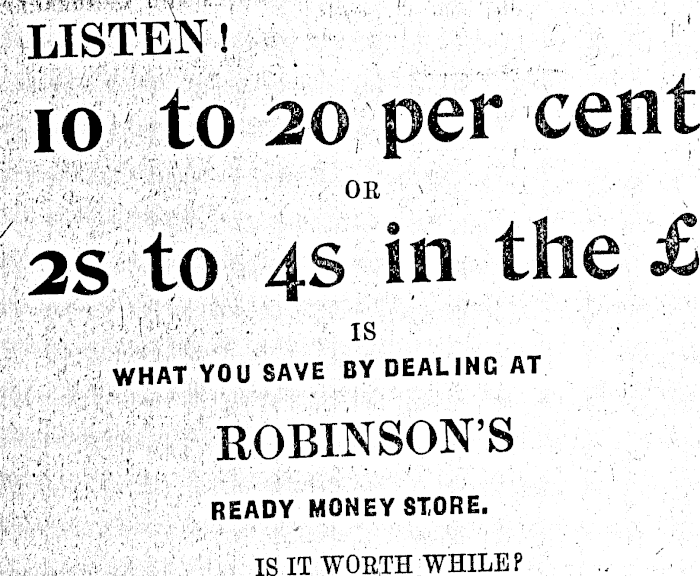 LISTEN!
10 to 20 per cent
OR
2s to 4s in the £
IS
WHAT YOU SAVE BY DEALING AT
ROBINSON'S
READY MONEY STORE.
IS IT WORTH WHILE?